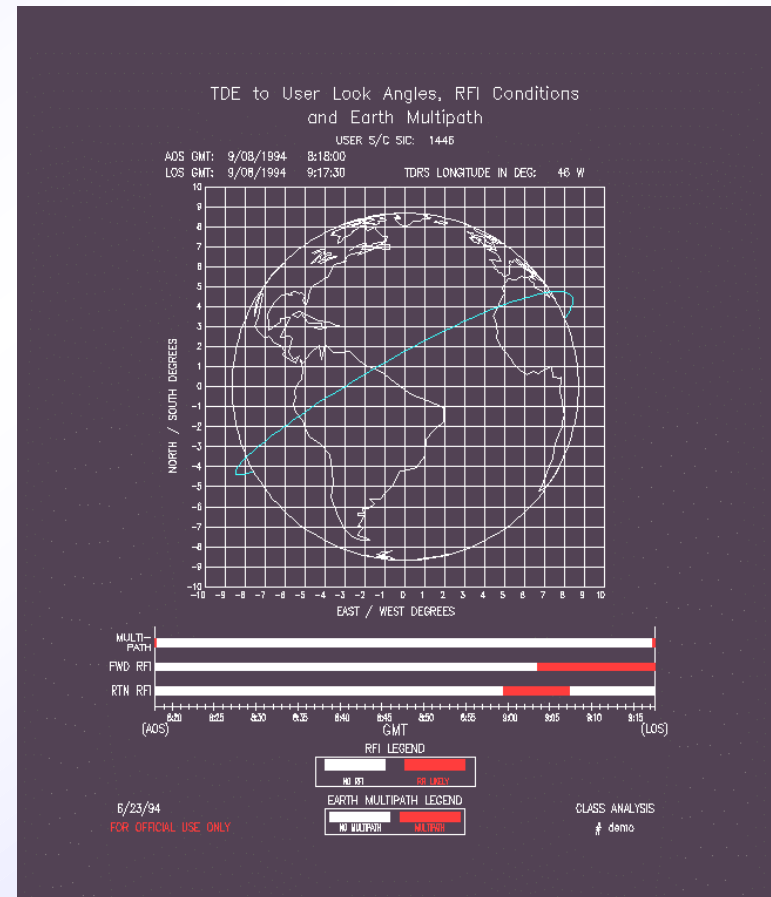 TDE to User Look Angles, RFI Conditions
and Earth Multipath
USER S/C SIC: 1446
AOS GMT: 9/08/1994 8:18:00
LOS GMT: 9/08/1994 9:17:30 TDRS LONGITUDE IN DEG: 46 W
10
9
8
7
6
5
4
3
2
1
0
-1
-2
-3
-4
-5
-6
-7
-8
-9
-10
NORTH / SOUTH DEGREES
-10 -9 -8 -7 -6 -5 -4 -3 -2 -1 0 1 2 3 4 5 6 7 8 9 10
EAST / WEST DEGREES
MULTI-
PATH
FWD RFI
RTN RFI
8:20 8:25 8:30 8:35 8:40 8:45 8:50 8:55 9:00 9:05 9:10 9:15
(AOS) GMT (LOS)
RFI LEGEND
NO RFI RFI LIKELY
EARTH MULTIPATH LEGEND
NO MULTIPATH MULTIPATH
6/23/94
FOR OFFICIAL USE ONLY
CLASS ANALYSIS
# demo